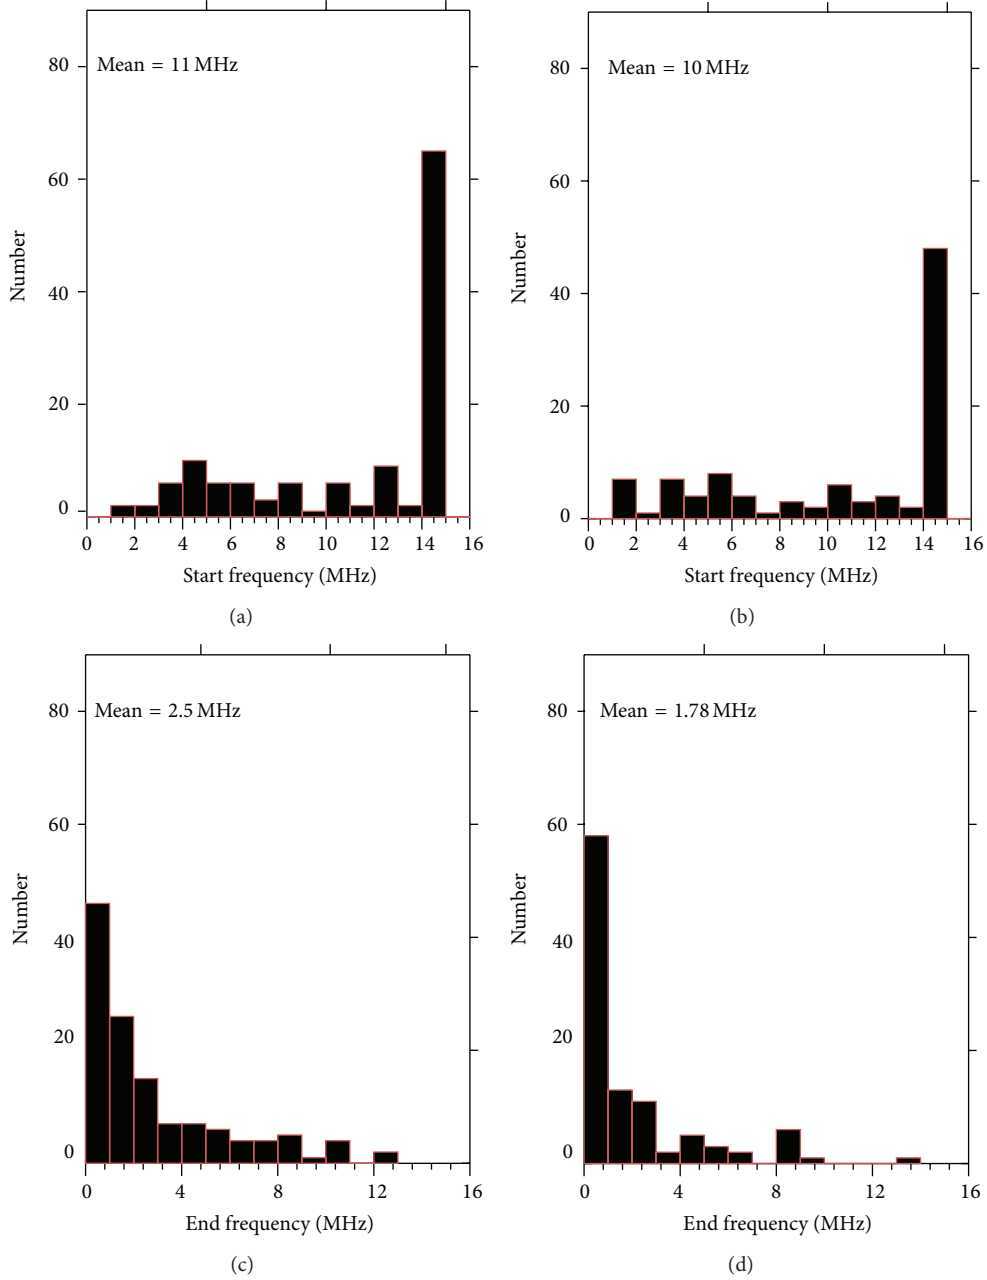 80
60
40
20
0
Number
Mean = 11 MHz
0 2 4 6 8 10 12 14 16
Start frequency (MHz)
(a)
80
60
40
20
0
Number
Mean = 10 MHz
0 2 4 6 8 10 12 14 16
Start frequency (MHz)
(b)
80
60
40
20
0
Number
Mean = 2.5 MHz
0 4 8 12 16
End frequency (MHz)
(c)
80
60
40
20
0
Number
Mean = 1.78 MHz
0 4 8 12 16
End frequency (MHz)
(d)